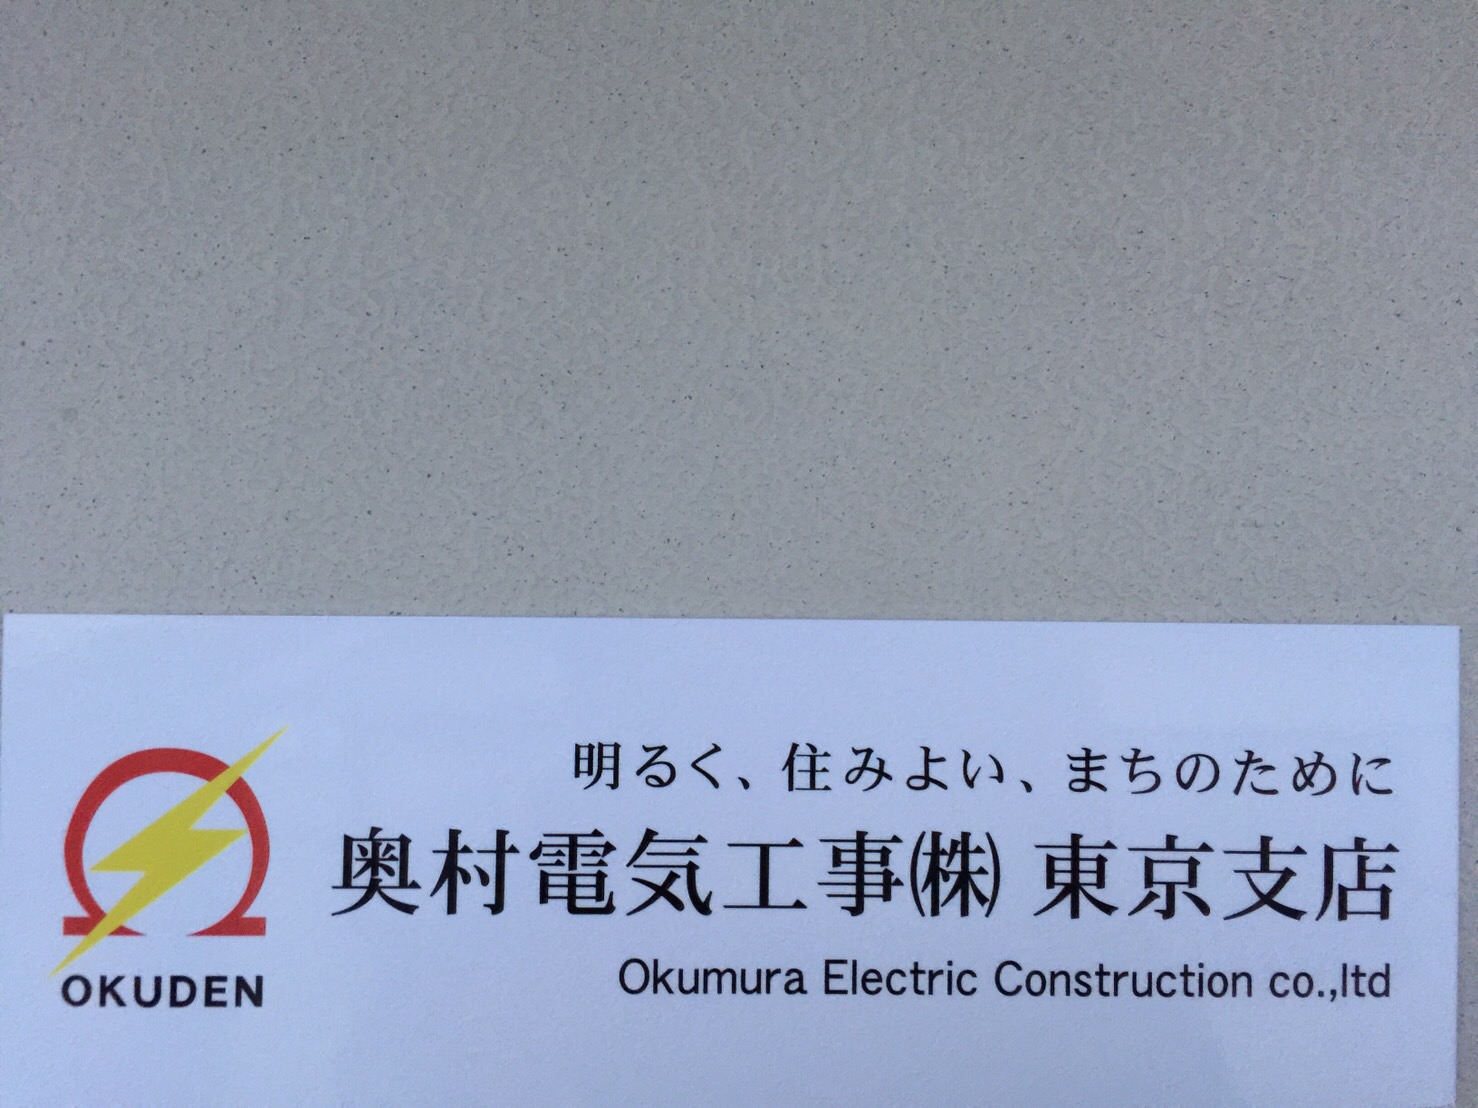 明るく、住みよい、まちのために
奥村電気工事㈱ 東京支店
Okumura Electric Construction co.,ltd
OKUDEN